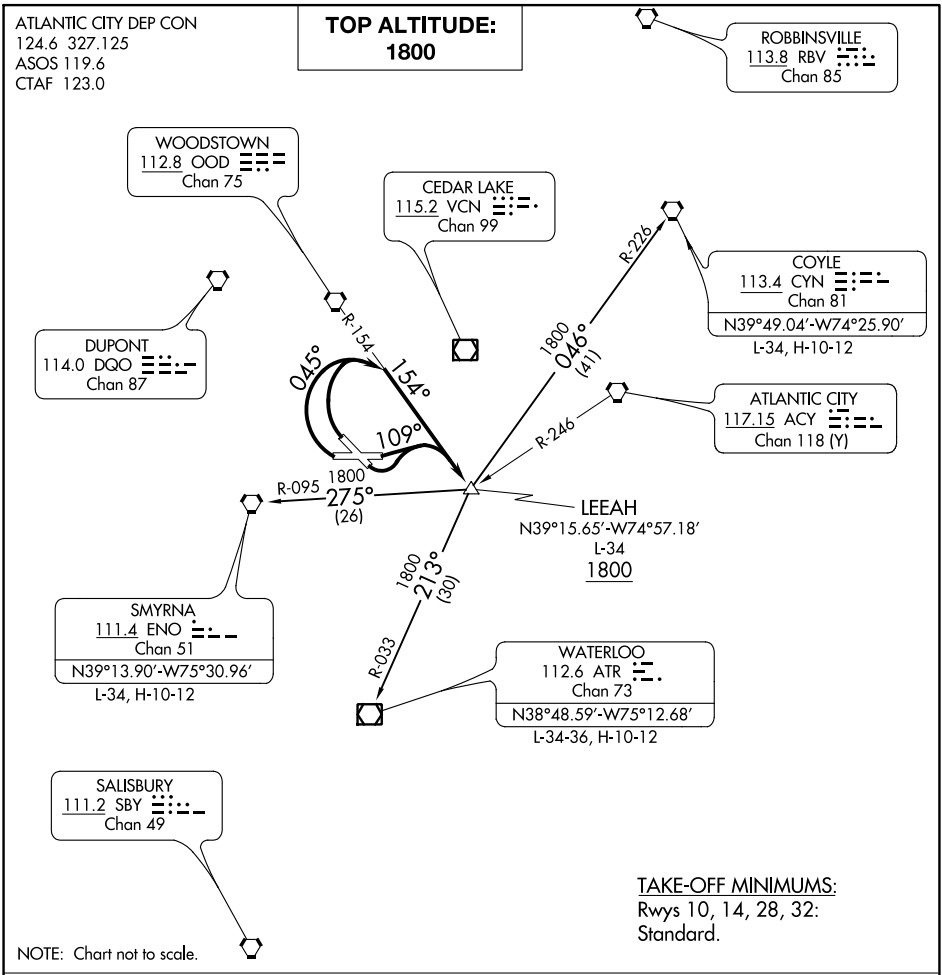 ATLANTIC CITY DEP CON
124.6 327.125
ASOS 119.6
CTAF 123.0
TOP ALTITUDE:
1800
ROBBINSVILLE
113.8 RBV
Chan 85
WOODSTOWN
112.8 OOD
Chan 75
CEDAR LAKE
115.2 VCN
Chan 99
R-226
COYLE
113.4 CYN
Chan 81
N39°49.04′-W74°25.90′
L-34, H-10-12
DUPONT
114.0 DQO
Chan 87
R-154
154°
045°
109°
1800
046°
(41)
ATLANTIC CITY
117.15 ACY
Chan 118 (Y)
R-246
R-095
1800
275°
(26)
LEEAH
N39°15.65′-W74°57.18′
L-34
1800
1800
213°
(30)
R-033
SMYRNA
111.4 ENO
Chan 51
N39°13.90′-W75°30.96′
L-34, H-10-12
WATERLOO
112.6 ATR
Chan 73
N38°48.59′-W75°12.68′
L-34-36, H-10-12
SALISBURY
111.2 SBY
Chan 49
TAKE-OFF MINIMUMS:
Rwys 10, 14, 28, 32:
Standard.
NOTE: Chart not to scale.